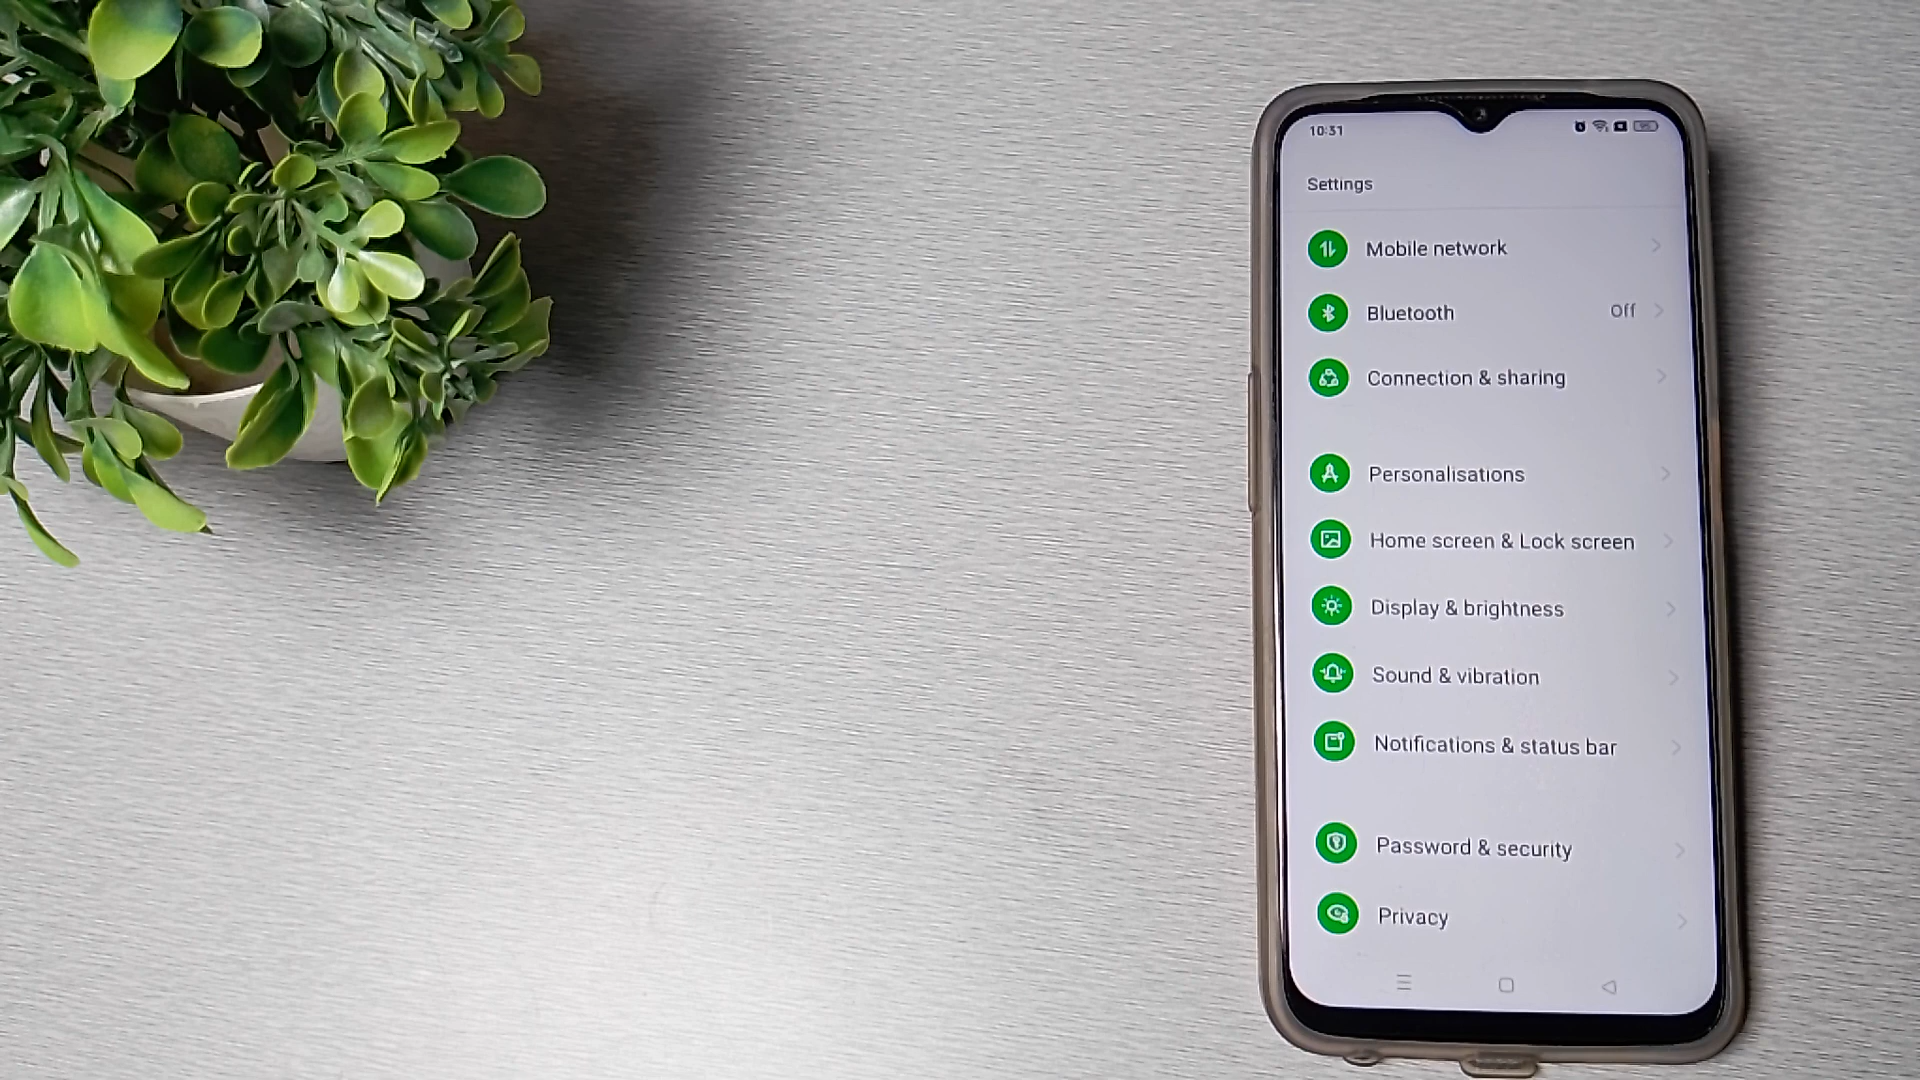 10:31
Settings
Mobile network
Bluetooth Off
Connection & sharing
Personalisations
Home screen & Lock screen
Display & brightness
Sound & vibration
Notifications & status bar
Password & security
Privacy